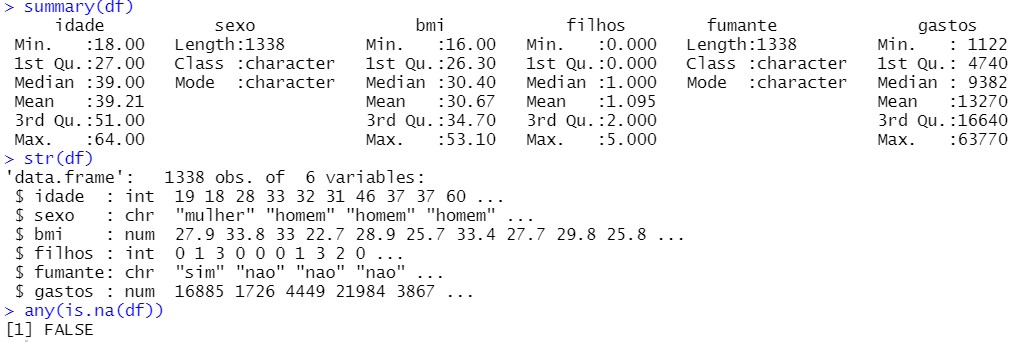 > summary(df)
idade sexo bmi filhos fumante gastos
Min. :18.00 Length:1338 Min. :16.00 Min. :0.000 Length:1338 Min. : 1122
1st Qu.:27.00 Class :character 1st Qu.:26.30 1st Qu.:0.000 Class :character 1st Qu.: 4740
Median :39.00 Mode :character Median :30.40 Median :1.000 Mode :character Median : 9382
Mean :39.21 Mean :30.67 Mean :1.095 Mean :13270
3rd Qu.:51.00 3rd Qu.:34.70 3rd Qu.:2.000 3rd Qu.:16640
Max. :64.00 Max. :53.10 Max. :5.000 Max. :63770
> str(df)
'data.frame': 1338 obs. of 6 variables:
$ idade : int 19 18 28 33 32 31 46 37 37 60 ...
$ sexo : chr "mulher" "homem" "homem" "homem" ...
$ bmi : num 27.9 33.8 33 22.7 28.9 25.7 33.4 27.7 29.8 25.8 ...
$ filhos : int 0 1 3 0 0 0 1 3 2 0 ...
$ fumante: chr "sim" "nao" "nao" "nao" ...
$ gastos : num 16885 1726 4449 21984 3867 ...
> any(is.na(df))
[1] FALSE